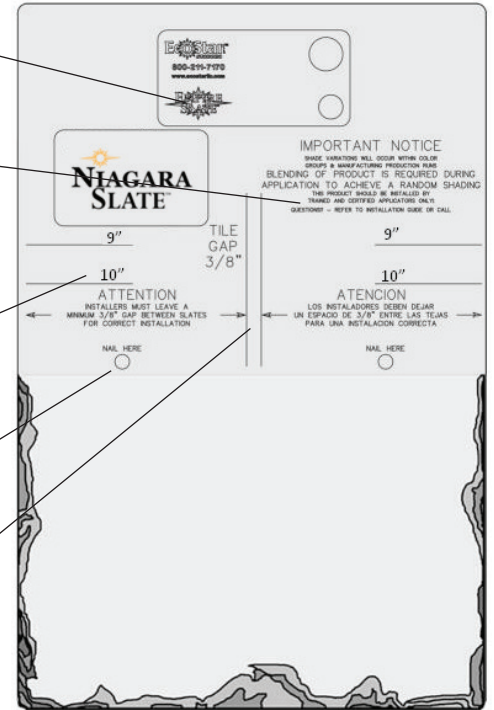 EcoStar
800-211-7170
www.ecostarllc.com
EMPIRE
SLATE
NIAGARA
SLATE™
IMPORTANT NOTICE
SHADE VARIATIONS WILL OCCUR WITHIN COLOR
GROUPS & MANUFACTURING PRODUCTION RUNS
BLENDING OF PRODUCT IS REQUIRED DURING
APPLICATION TO ACHIEVE A RANDOM SHADING
THIS PRODUCT SHOULD BE INSTALLED BY
TRAINED AND CERTIFIED APPLICATORS ONLY!
QUESTIONS? – REFER TO INSTALLATION GUIDE OR CALL
TILE
GAP
3/8"
9"
10"
9"
10"
ATTENTION
INSTALLERS MUST LEAVE A
MINIMUM 3/8" GAP BETWEEN SLATES
FOR CORRECT INSTALLATION
NAIL HERE
ATENCION
LOS INSTALADORES DEBEN DEJAR
UN ESPACIO DE 3/8" ENTRE LAS TEJAS
PARA UNA INSTALACION CORRECTA
NAIL HERE